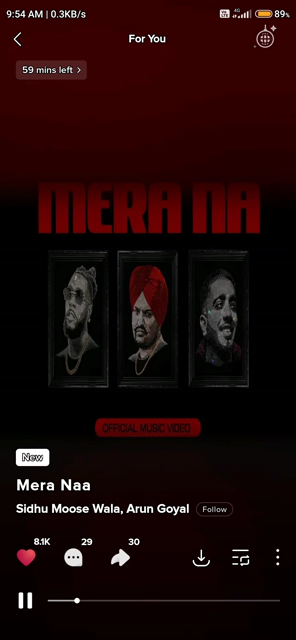 9:54 AM | 0.3KB/s
4G
89%
For You
59 mins left >
MERA NA
OFFICIAL MUSIC VIDEO
New
Mera Naa
Sidhu Moose Wala, Arun Goyal
Follow
8.1K
29
30